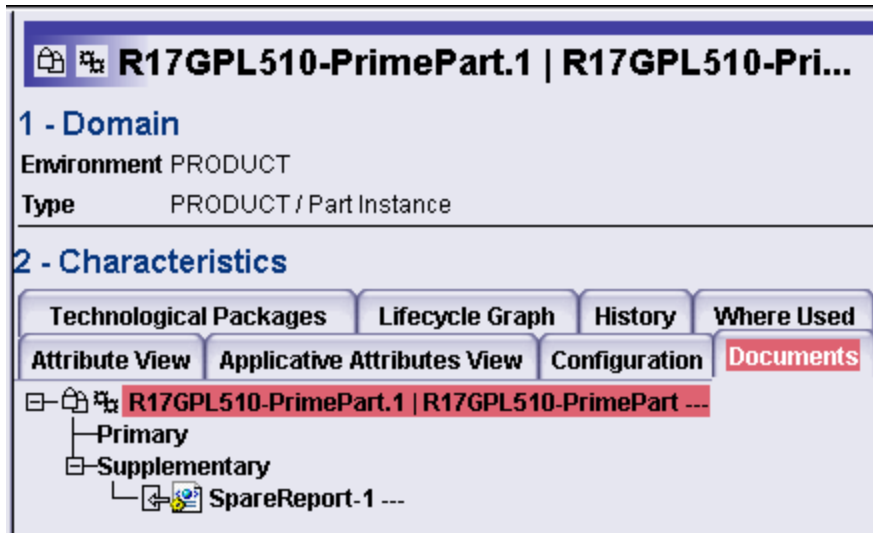 R17GPL510-PrimePart.1 | R17GPL510-Pri...
1 - Domain
Environment PRODUCT
Type PRODUCT / Part Instance
2 - Characteristics
Technological Packages Lifecycle Graph History Where Used
Attribute View Applicative Attributes View Configuration Documents
R17GPL510-PrimePart.1 | R17GPL510-PrimePart ---
Primary
Supplementary
SpareReport-1 ---